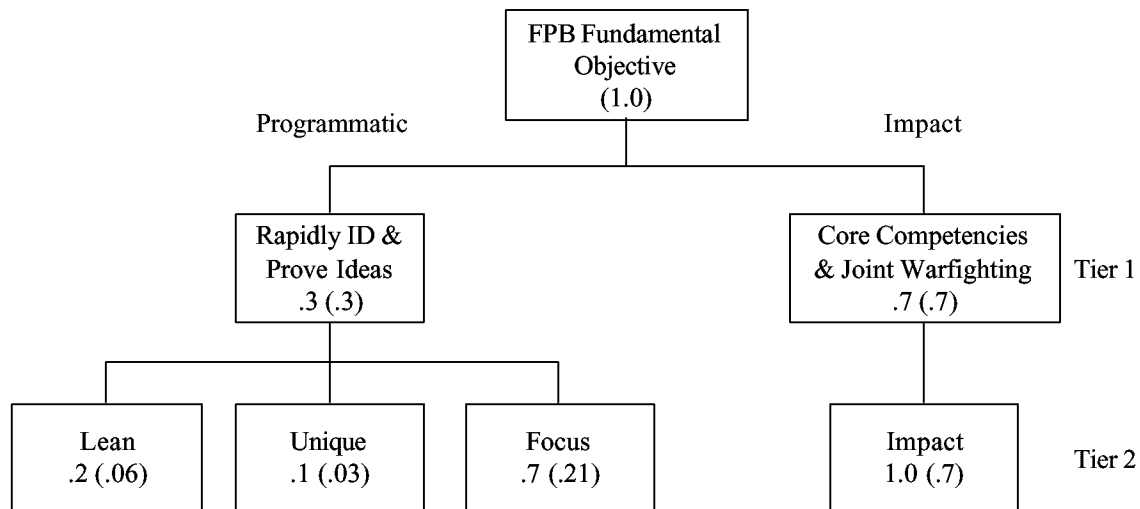 FPB Fundamental
Objective
(1.0)
Programmatic
Impact
Rapidly ID &
Prove Ideas
.3 (.3)
Core Competencies
& Joint Warfighting
.7 (.7)
Tier 1
Lean
.2 (.06)
Unique
.1 (.03)
Focus
.7 (.21)
Impact
1.0 (.7)
Tier 2